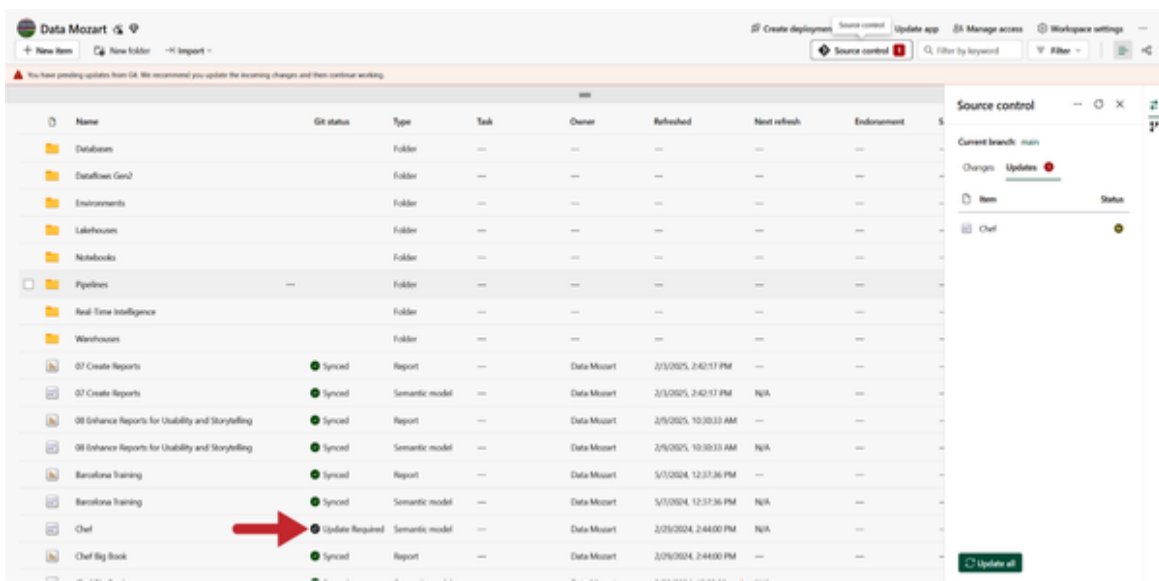 Data Mozart
Create deploymen Source control Update app Manage access Workspace settings
New item New folder Import
Source control 1 Filter by keyword Filter
You have pending updates from Git. We recommend you update the incoming changes and then continue working.
Name Git status Type Task Owner Refreshed Next refresh Endorsement S
Databases Folder — — — — —
Dataflows Gen2 Folder — — — — —
Environments Folder — — — — —
Lakehouses Folder — — — — —
Notebooks Folder — — — — —
Pipelines ... Folder — — — — —
Real-Time Intelligence Folder — — — — —
Warehouses Folder — — — — —
07 Create Reports Synced Report — Data Mozart 2/3/2025, 2:42:17 PM — —
07 Create Reports Synced Semantic model — Data Mozart 2/3/2025, 2:42:17 PM N/A —
08 Enhance Reports for Usability and Storytelling Synced Report — Data Mozart 2/9/2025, 10:30:33 AM — —
08 Enhance Reports for Usability and Storytelling Synced Semantic model — Data Mozart 2/9/2025, 10:30:33 AM N/A —
Barcelona Training Synced Report — Data Mozart 5/7/2024, 12:37:36 PM — —
Barcelona Training Synced Semantic model — Data Mozart 5/7/2024, 12:37:36 PM N/A —
Chef Update Required Semantic model — Data Mozart 2/29/2024, 2:44:00 PM N/A —
Chef Big Book Synced Report — Data Mozart 2/29/2024, 2:44:00 PM — —
Source control
Current branch: main
Changes Updates
Item Status
Chef
Update all